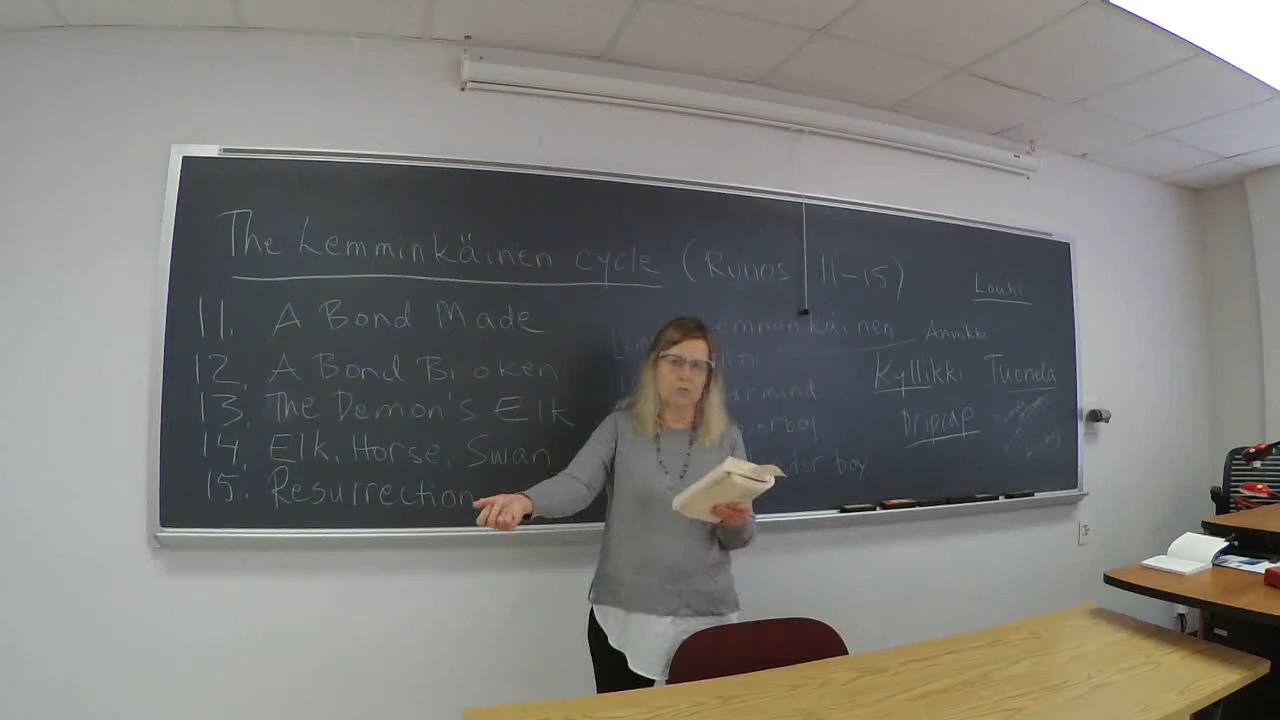 The Lemminkäinen cycle (Runos 11-15)
11. A Bond Made
12. A Bond Broken
13. The Demon's Elk
14. Elk, Horse, Swan
15. Resurrection
Louhi
Annikki
Kyllikki Tuonela
Dripcap
boy